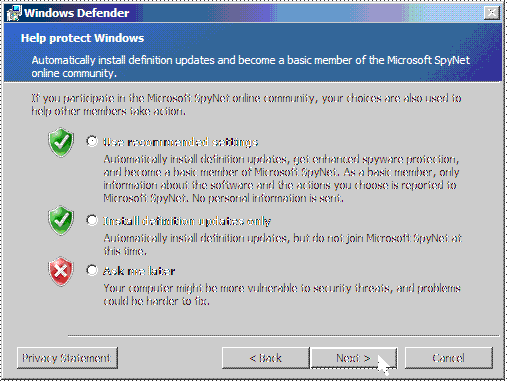 Windows Defender
Help protect Windows
Automatically install definition updates and become a basic member of the Microsoft SpyNet
online community.
If you participate in the Microsoft SpyNet online community, your choices are also used to
help other members take action.
Use recommended settings
Automatically install definition updates, get enhanced spyware protection,
and become a basic member of Microsoft SpyNet. As a basic member, only
information about the software and the actions you choose is reported to
Microsoft SpyNet. No personal information is sent.
Install definition updates only
Automatically install definition updates, but do not join Microsoft SpyNet at
this time.
Ask me later
Your computer might be more vulnerable to security threats, and problems
could be harder to fix.
Privacy Statement
< Back
Next >
Cancel